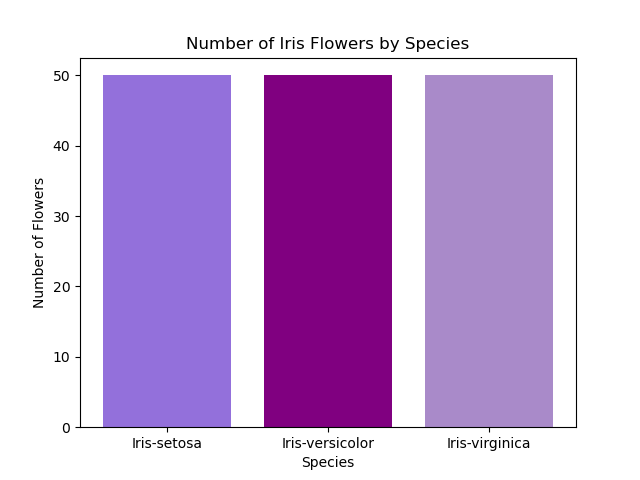 Number of Iris Flowers by Species
Number of Flowers
50
40
30
20
10
0
Iris-setosa Iris-versicolor Iris-virginica
Species